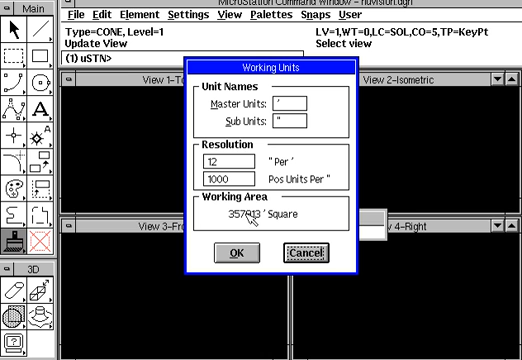 MicroStation Command Window - nuvision.dgn
Main
File Edit Element Settings View Palettes Snaps User
Type=CONE, Level=1
LV=1,WT=0,LC=SOL,CO=5,TP=KeyPt
Update View
Select view
(1) uSTN>
View 1-To
View 2-Isometric
Working Units
Unit Names
Master Units: '
Sub Units: "
Resolution
12 " Per '
1000 Pos Units Per "
Working Area
357913 ' Square
OK Cancel
View 3-Fro
4-Right
3D
A
?